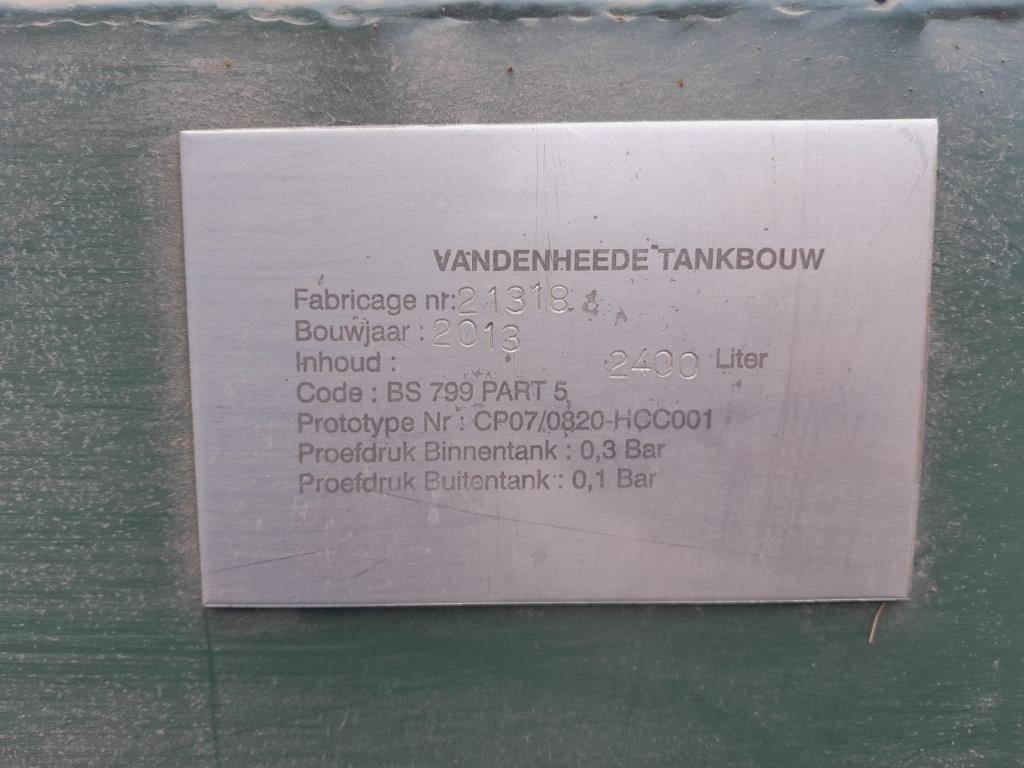 VANDENHEEDE TANKBOUW
Fabricage nr: 21318
Bouwjaar : 2013
Inhoud : 2400 Liter
Code : BS 799 PART 5
Prototype Nr : CP07/0820-HCC001
Proefdruk Binnentank : 0,3 Bar
Proefdruk Buitentank : 0,1 Bar